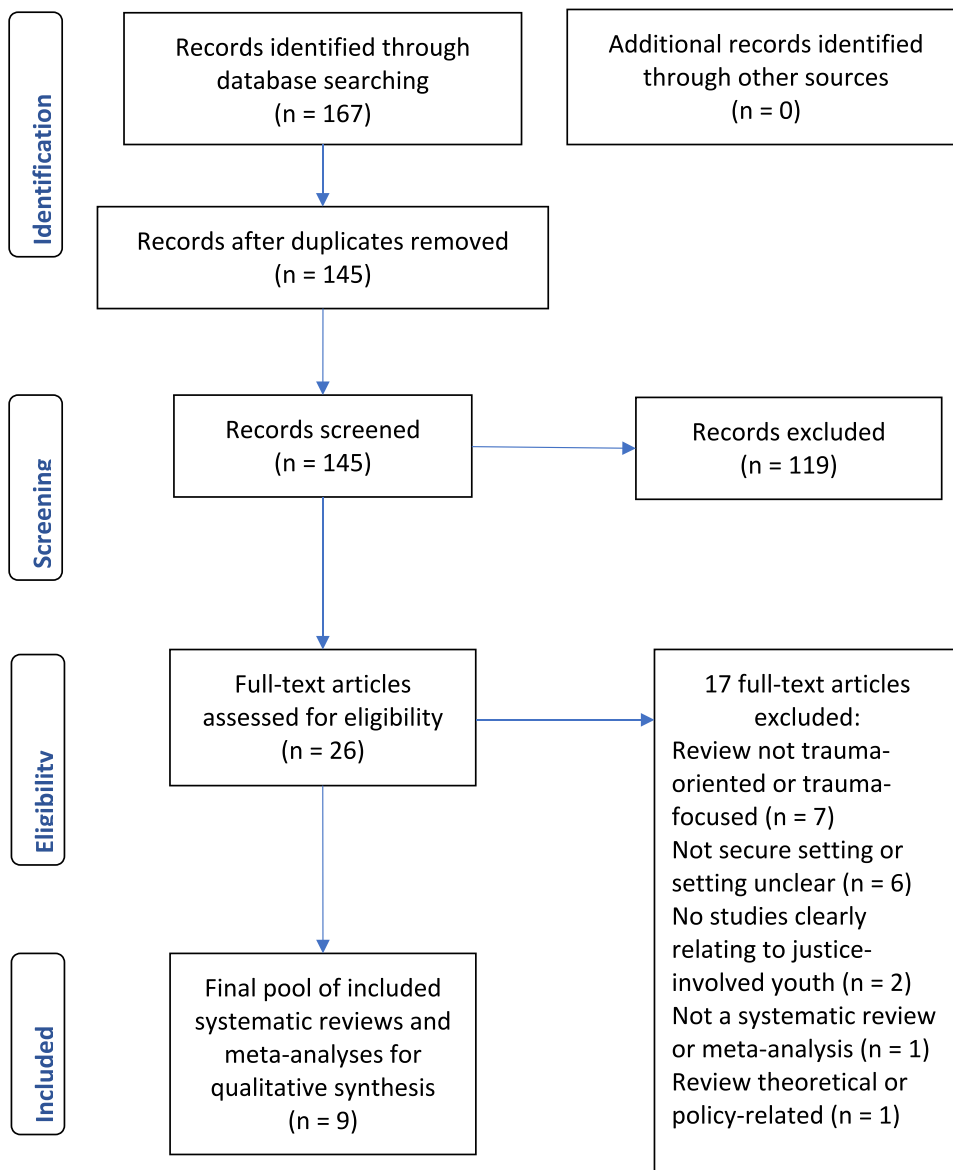 Identification
Records identified through
database searching
(n = 167)
Additional records identified
through other sources
(n = 0)
Records after duplicates removed
(n = 145)
Screening
Records screened
(n = 145)
Records excluded
(n = 119)
Eligibility
Full-text articles
assessed for eligibility
(n = 26)
17 full-text articles
excluded:
Review not trauma-
oriented or trauma-
focused (n = 7)
Not secure setting or
setting unclear (n = 6)
No studies clearly
relating to justice-
involved youth (n = 2)
Not a systematic review
or meta-analysis (n = 1)
Review theoretical or
policy-related (n = 1)
Included
Final pool of included
systematic reviews and
meta-analyses for
qualitative synthesis
(n = 9)